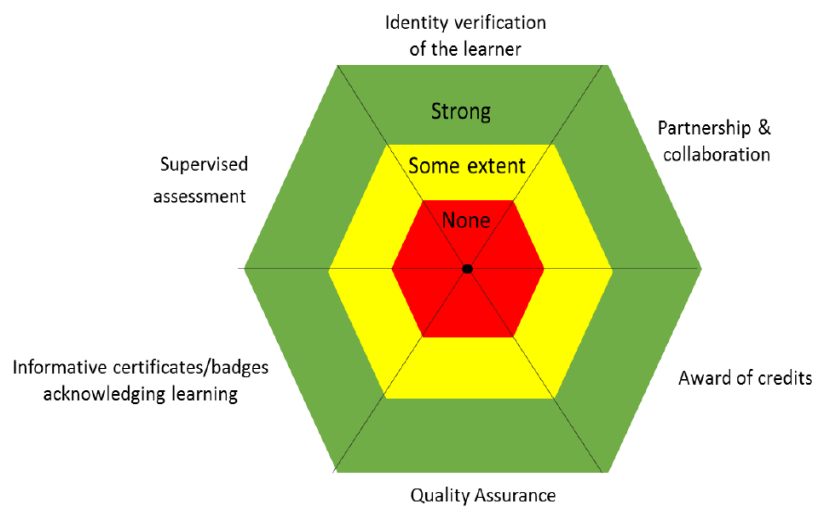 Identity verification
of the learner
Strong
Partnership &
collaboration
Supervised
assessment
Some extent
None
Informative certificates/badges
acknowledging learning
Award of credits
Quality Assurance